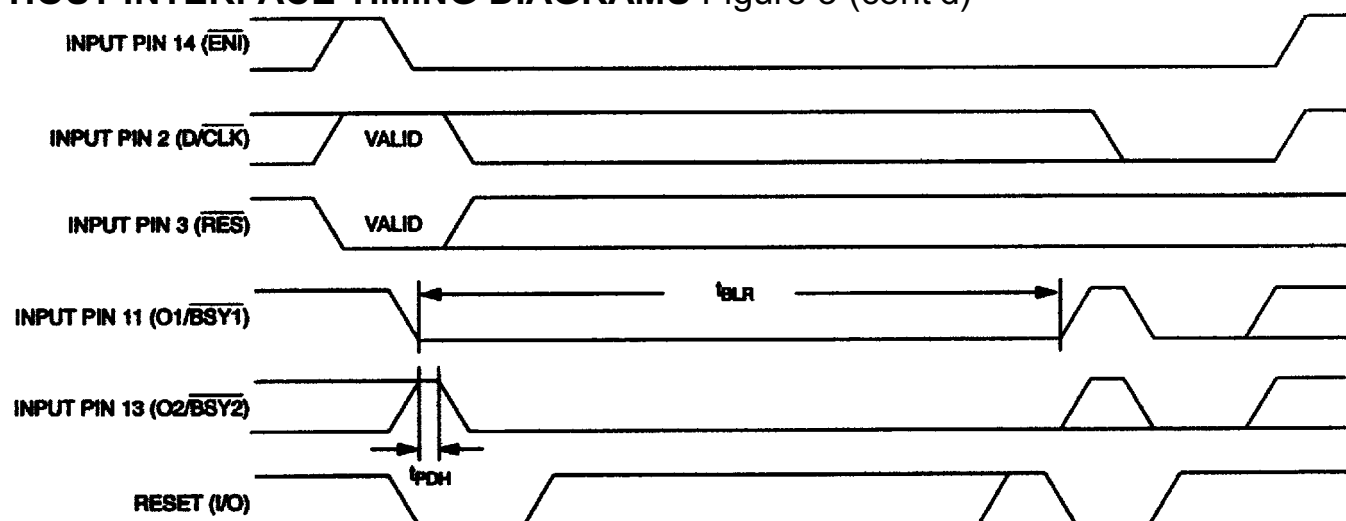 HOST INTERFACE TIMING DIAGRAMS Figure 6 (cont'd)
INPUT PIN 14 (ENI)
INPUT PIN 2 (D/CLK)
VALID
INPUT PIN 3 (RES)
VALID
INPUT PIN 11 (O1/BSY1)
tBLR
INPUT PIN 13 (O2/BSY2)
tPDH
RESET (I/O)